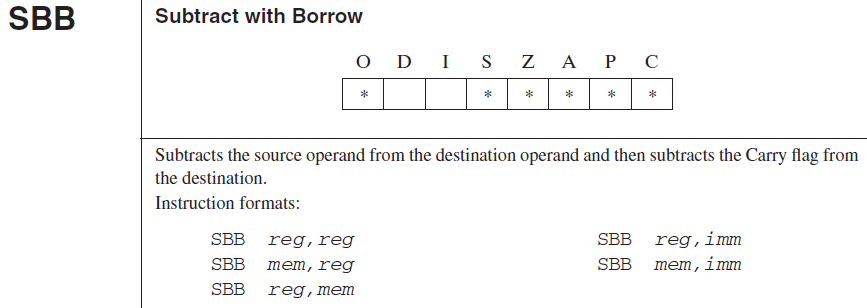 SBB
Subtract with Borrow
O D I S Z A P C
* * * * * *
Subtracts the source operand from the destination operand and then subtracts the Carry flag from
the destination.
Instruction formats:
SBB reg,reg SBB reg,imm
SBB mem,reg SBB mem,imm
SBB reg,mem